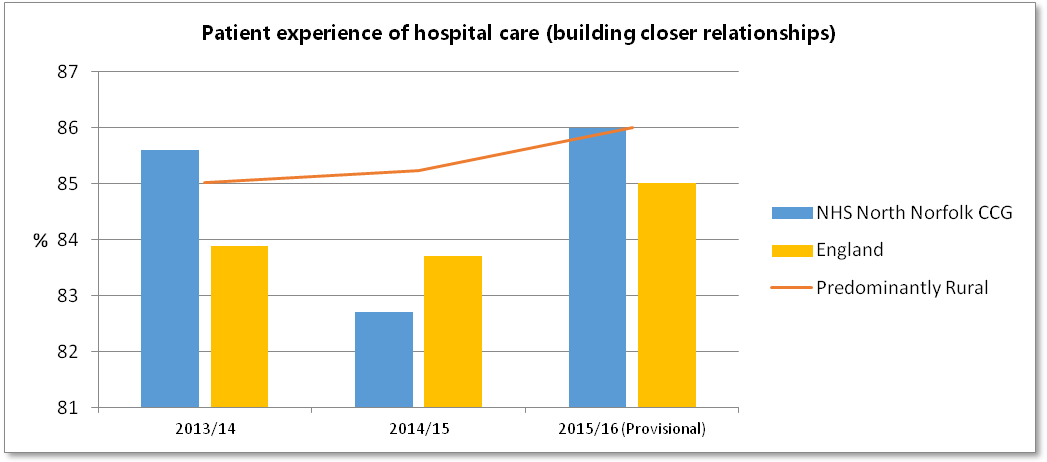 Patient experience of hospital care (building closer relationships)
87
86
85
84
83
82
81
%
2013/14
2014/15
2015/16 (Provisional)
NHS North Norfolk CCG
England
Predominantly Rural